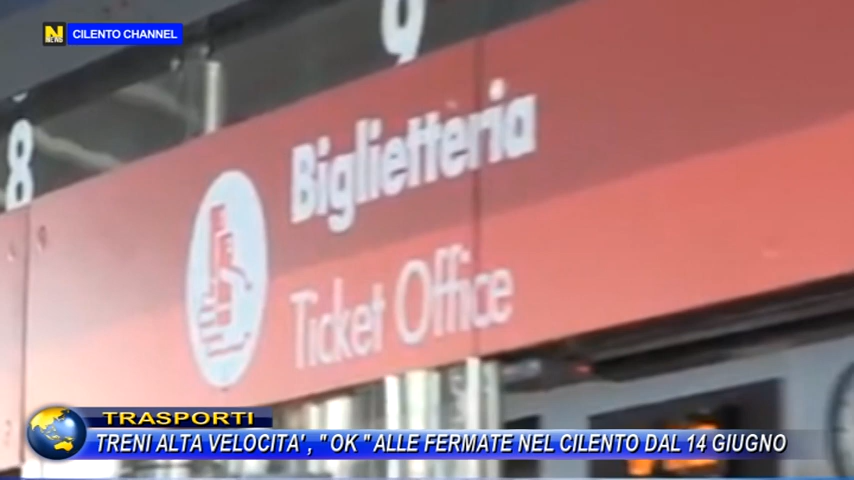 CILENTO CHANNEL
9
8
Biglietteria
Ticket Office
TRASPORTI
TRENI ALTA VELOCITA', "OK" ALLE FERMATE NEL CILENTO DAL 14 GIUGNO